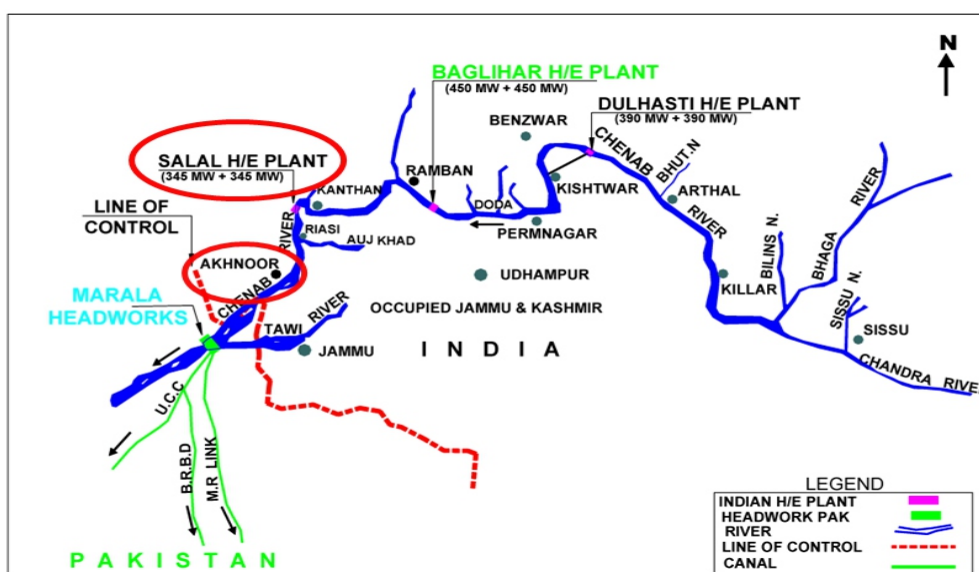 N
BAGLIHAR H/E PLANT
(450 MW + 450 MW)
DULHASTI H/E PLANT
(390 MW + 390 MW)
BENZWAR
SALAL H/E PLANT
(345 MW + 345 MW)
RAMBAN
CHENAB
BHUT.N
KANTHAN
KISHTWAR
ARTHAL
LINE OF
CONTROL
DODA
RIVER
RIVER
RIVER
RIASI
AUJ KHAD
PERMNAGAR
BILINS N.
BHAGA
AKHNOOR
UDHAMPUR
KILLAR
SISSU N.
MARALA
HEADWORKS
CHENAB
OCCUPIED JAMMU & KASHMIR
TAWI
RIVER
SISSU
JAMMU
INDIA
CHANDRA RIVER
U.C.C
B.R.B.D
M.R LINK
PAKISTAN
LEGEND
INDIAN H/E PLANT
HEADWORK PAK
RIVER
LINE OF CONTROL
CANAL